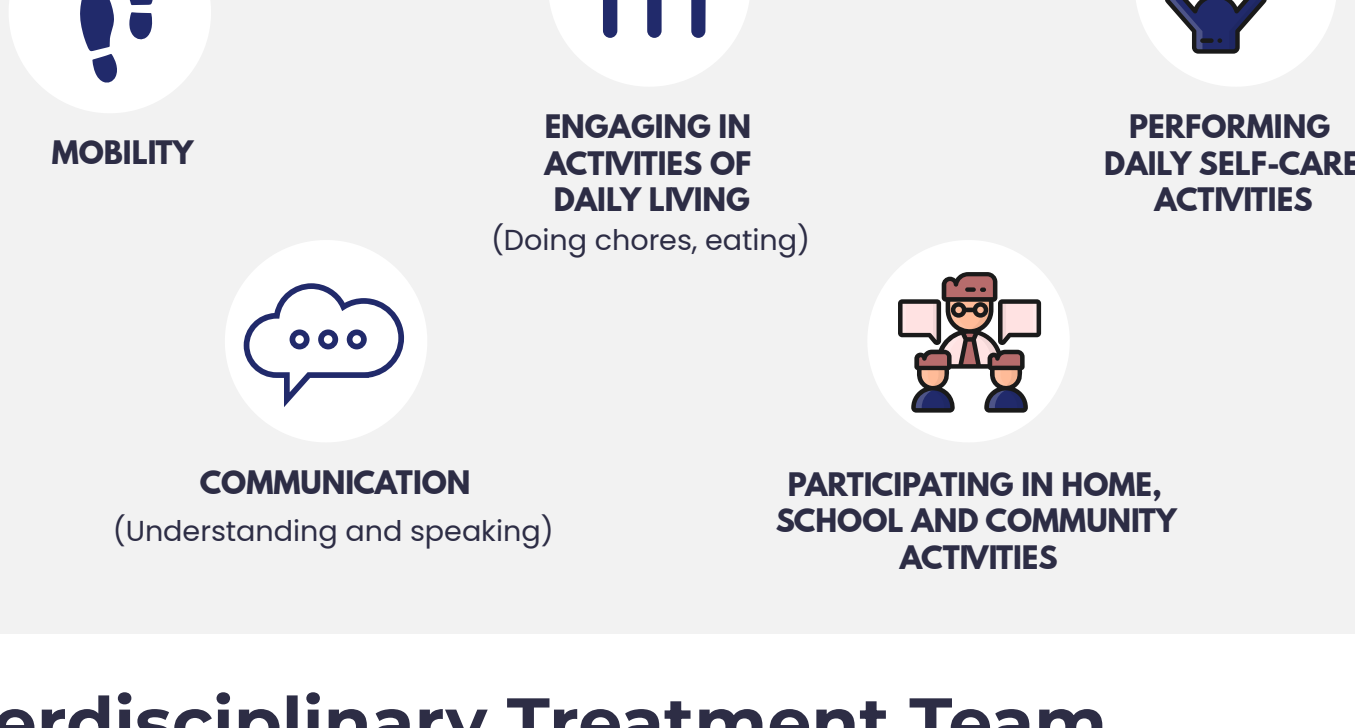 MOBILITY
ENGAGING IN
ACTIVITIES OF
DAILY LIVING
(Doing chores, eating)
PERFORMING
DAILY SELF-CARE
ACTIVITIES
COMMUNICATION
(Understanding and speaking)
PARTICIPATING IN HOME,
SCHOOL AND COMMUNITY
ACTIVITIES
erdisciplinary Treatment Team